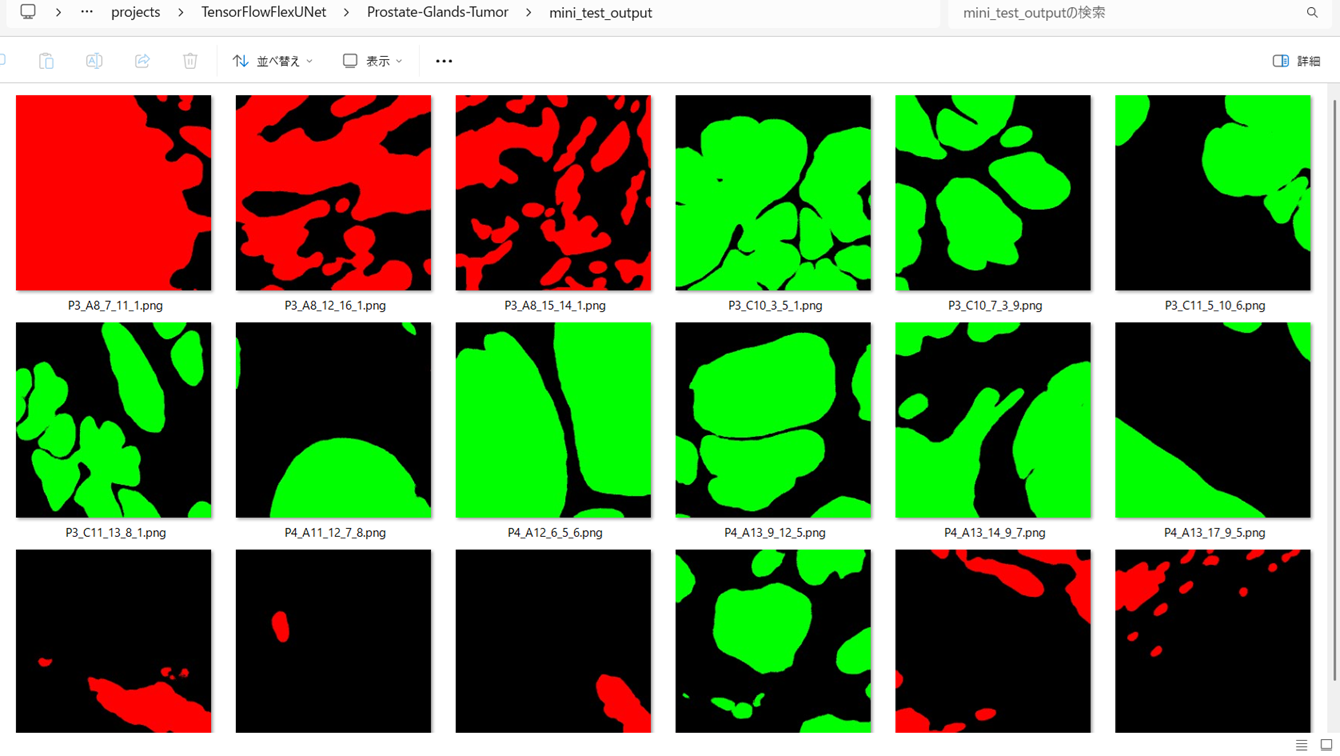 … projects TensorFlowFlexUNet Prostate-Glands-Tumor mini_test_output mini_test_outputの検索
並べ替え 表示 … 詳細
P3_A8_7_11_1.png P3_A8_12_16_1.png P3_A8_15_14_1.png P3_C10_3_5_1.png P3_C10_7_3_9.png P3_C11_5_10_6.png
P3_C11_13_8_1.png P4_A11_12_7_8.png P4_A12_6_5_6.png P4_A13_9_12_5.png P4_A13_14_9_7.png P4_A13_17_9_5.png